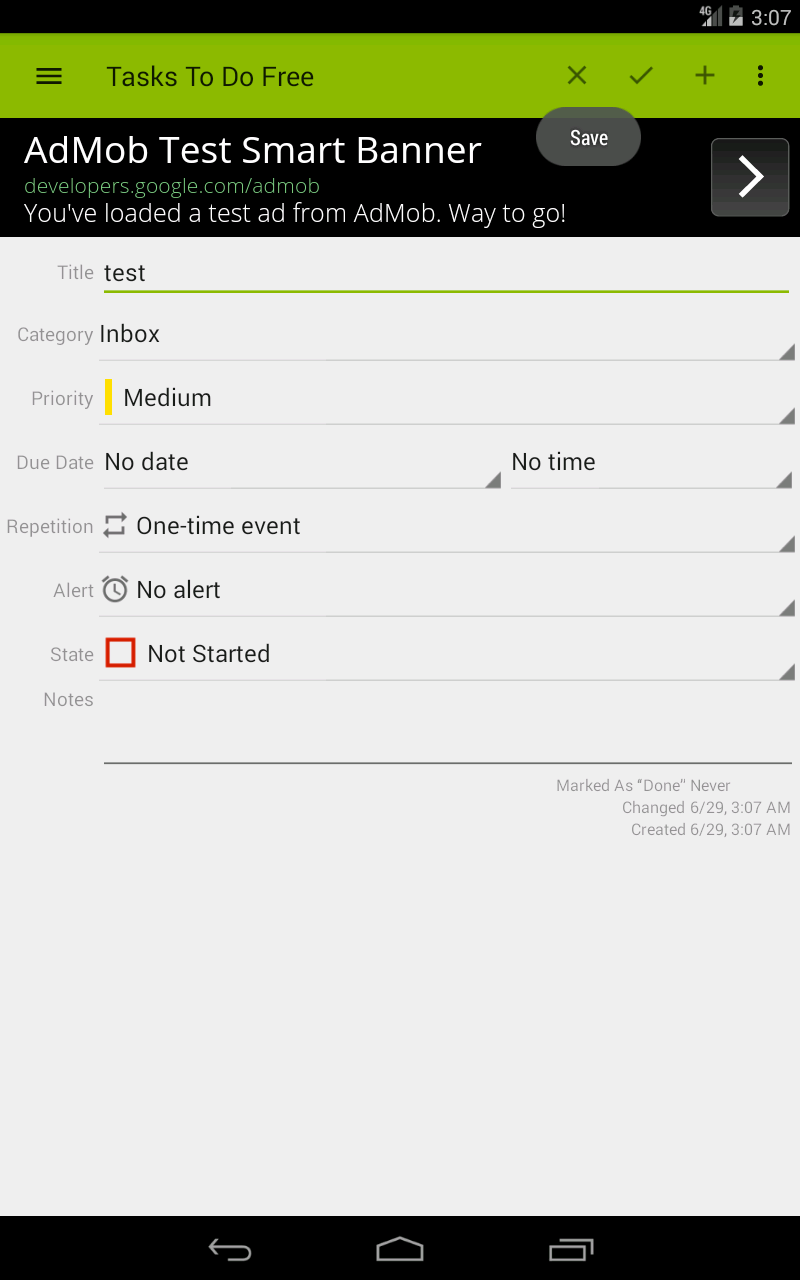 4G 3:07
Tasks To Do Free
Save
AdMob Test Smart Banner
developers.google.com/admob
You've loaded a test ad from AdMob. Way to go!
Title test
Category Inbox
Priority Medium
Due Date No date No time
Repetition One-time event
Alert No alert
State Not Started
Notes
Marked As “Done” Never
Changed 6/29, 3:07 AM
Created 6/29, 3:07 AM